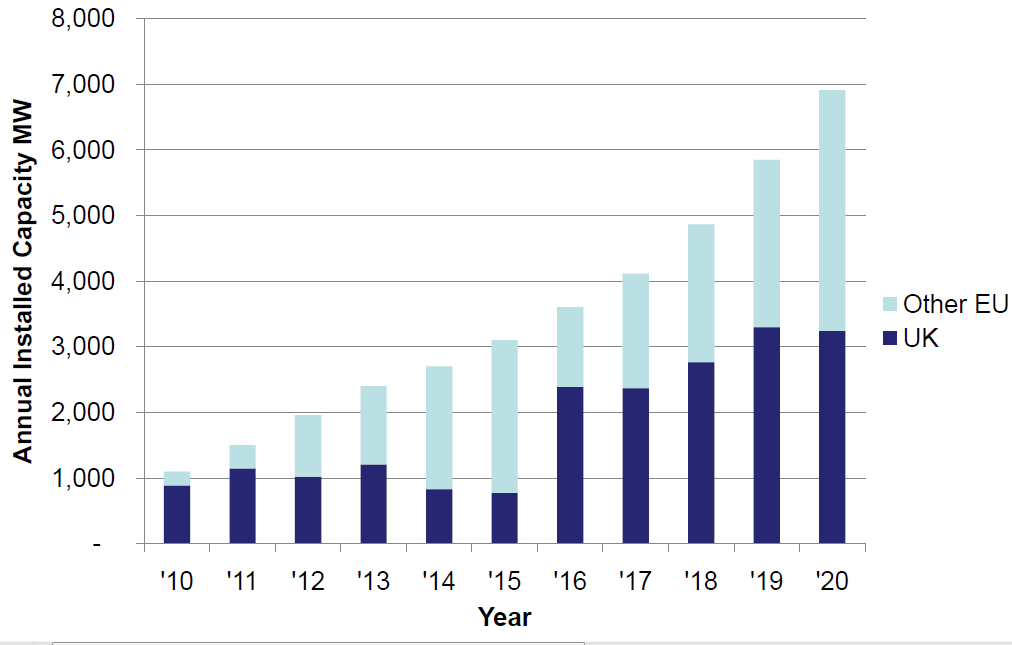 8,000
7,000
6,000
5,000
4,000
3,000
2,000
1,000
-
Annual Installed Capacity MW
'10 '11 '12 '13 '14 '15 '16 '17 '18 '19 '20
Year
Other EU
UK